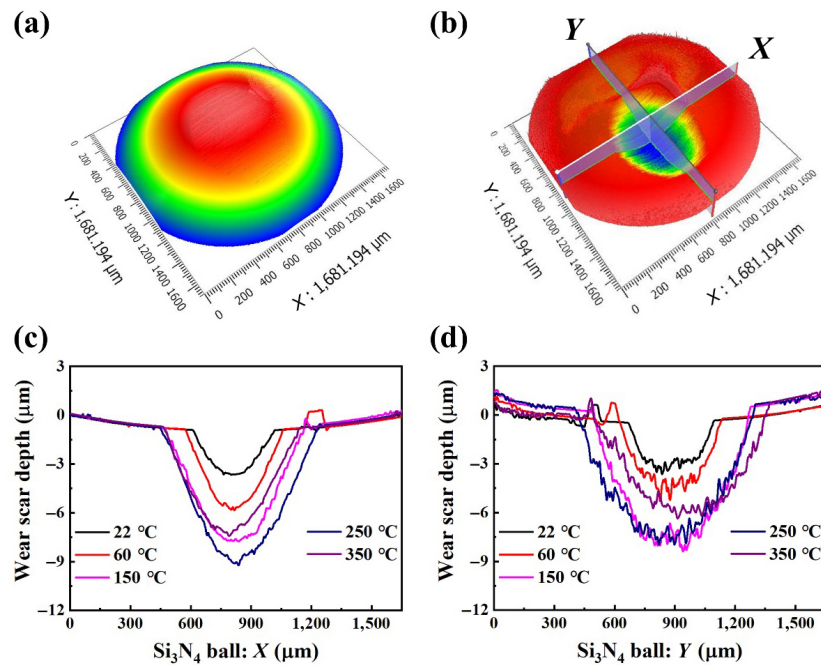 (a)
0
200
400
600
800
1000
1200
1400
1600
Y : 1,681.194 μm
0
200
400
600
800
1000
1200
1400
1600
X : 1,681.194 μm
(b)
Y
X
0
200
400
600
800
1000
1200
1400
1600
Y : 1,681.194 μm
0
200
400
600
800
1000
1200
1400
1600
X : 1,681.194 μm
(c)
Wear scar depth (μm)
3
0
−3
−6
−9
−12
22 °C
60 °C
150 °C
250 °C
350 °C
0 300 600 900 1,200 1,500
Si₃N₄ ball: X (μm)
(d)
Wear scar depth (μm)
3
0
−3
−6
−9
−12
22 °C
60 °C
150 °C
250 °C
350 °C
0 300 600 900 1,200 1,500
Si₃N₄ ball: Y (μm)